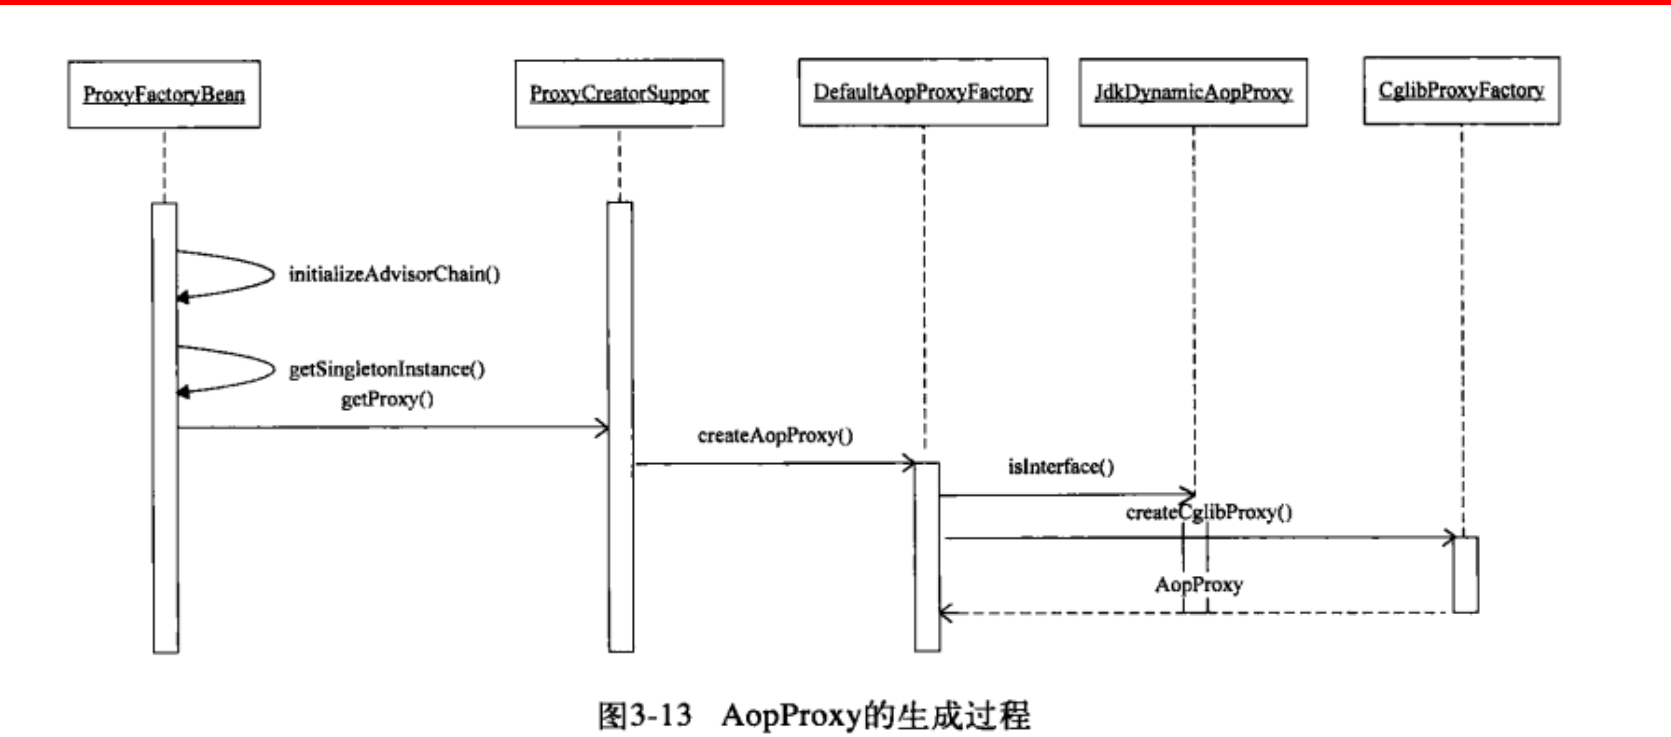 ProxyFactoryBean
ProxyCreatorSuppor
DefaultAopProxyFactory
JdkDynamicAopProxy
CglibProxyFactory
initializeAdvisorChain()
getSingletonInstance()
getProxy()
createAopProxy()
isInterface()
createCglibProxy()
AopProxy
图3-13 AopProxy的生成过程